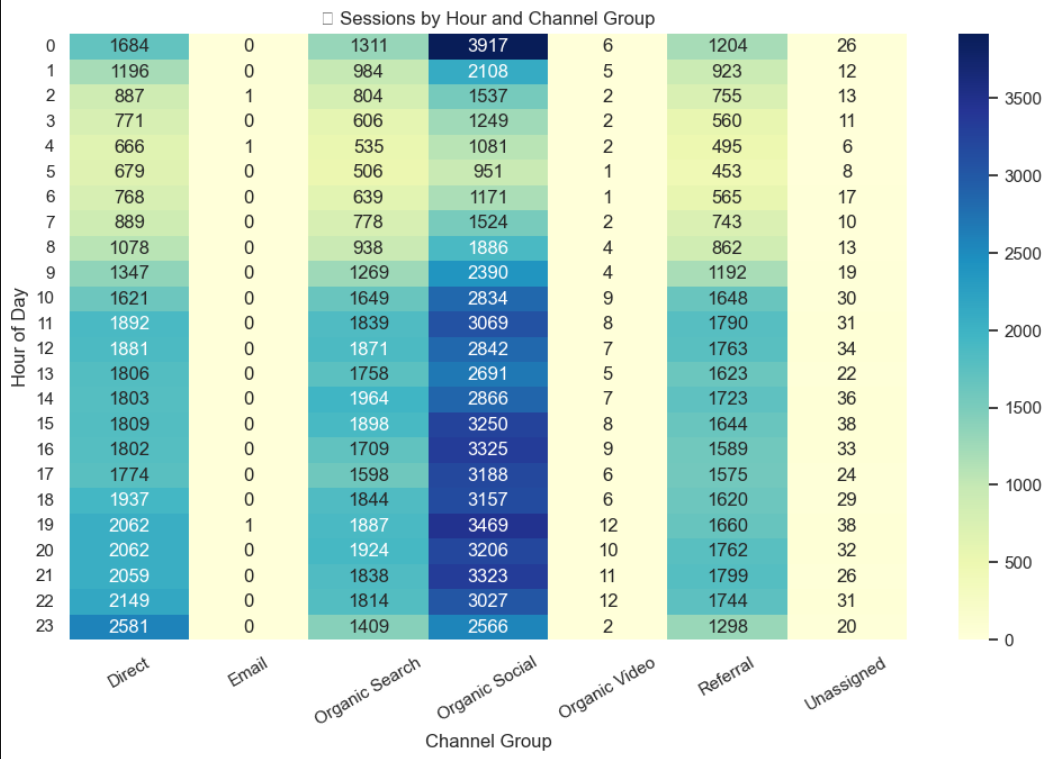 □ Sessions by Hour and Channel Group
0 1684 0 1311 3917 6 1204 26
1 1196 0 984 2108 5 923 12
2 887 1 804 1537 2 755 13
3 771 0 606 1249 2 560 11
4 666 1 535 1081 2 495 6
5 679 0 506 951 1 453 8
6 768 0 639 1171 1 565 17
7 889 0 778 1524 2 743 10
8 1078 0 938 1886 4 862 13
9 1347 0 1269 2390 4 1192 19
10 1621 0 1649 2834 9 1648 30
11 1892 0 1839 3069 8 1790 31
12 1881 0 1871 2842 7 1763 34
13 1806 0 1758 2691 5 1623 22
14 1803 0 1964 2866 7 1723 36
15 1809 0 1898 3250 8 1644 38
16 1802 0 1709 3325 9 1589 33
17 1774 0 1598 3188 6 1575 24
18 1937 0 1844 3157 6 1620 29
19 2062 1 1887 3469 12 1660 38
20 2062 0 1924 3206 10 1762 32
21 2059 0 1838 3323 11 1799 26
22 2149 0 1814 3027 12 1744 31
23 2581 0 1409 2566 2 1298 20
Hour of Day
Direct Email Organic Search Organic Social Organic Video Referral Unassigned
Channel Group
3500
3000
2500
2000
1500
1000
500
0